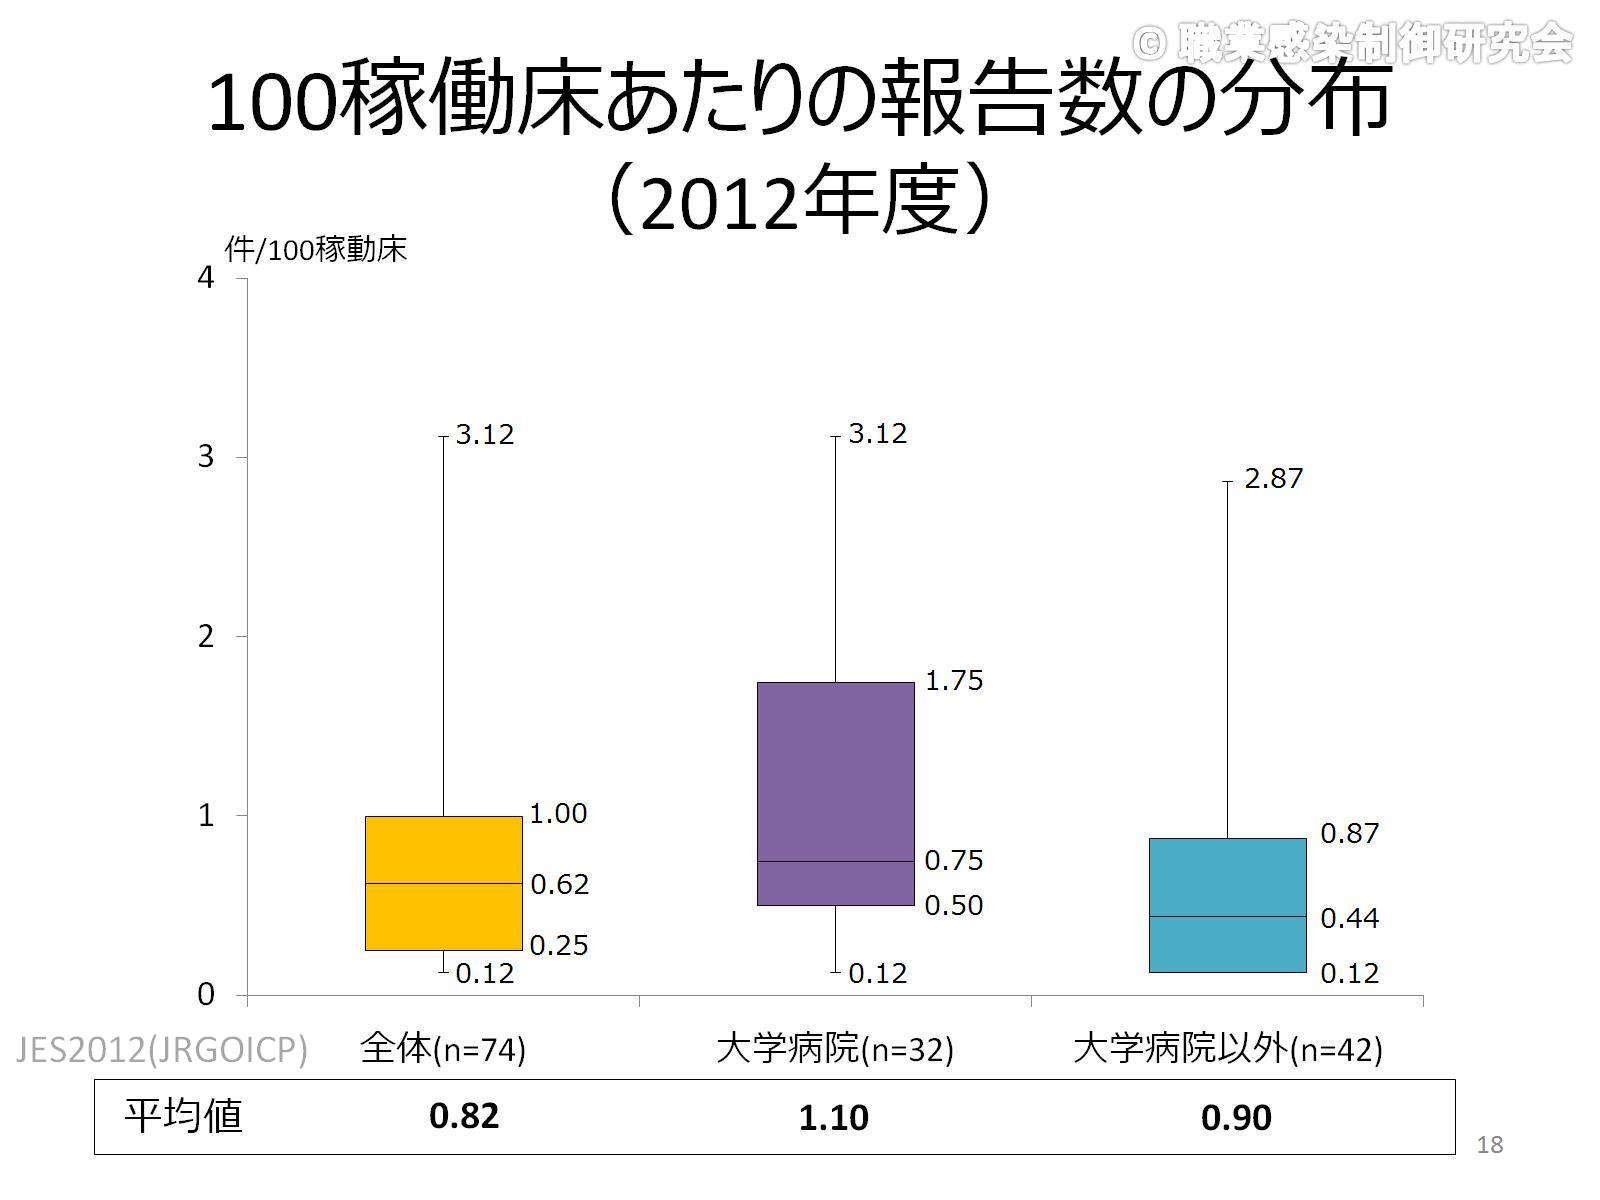 © 職業感染制御研究会
100稼働床あたりの報告数の分布
（2012年度）
件/100稼動床
4
3
2
1
0
3.12
1.00
0.62
0.25
0.12
3.12
1.75
0.75
0.50
0.12
2.87
0.87
0.44
0.12
JES2012(JRGOICP)
全体(n=74)
大学病院(n=32)
大学病院以外(n=42)
平均値 0.82 1.10 0.90
18